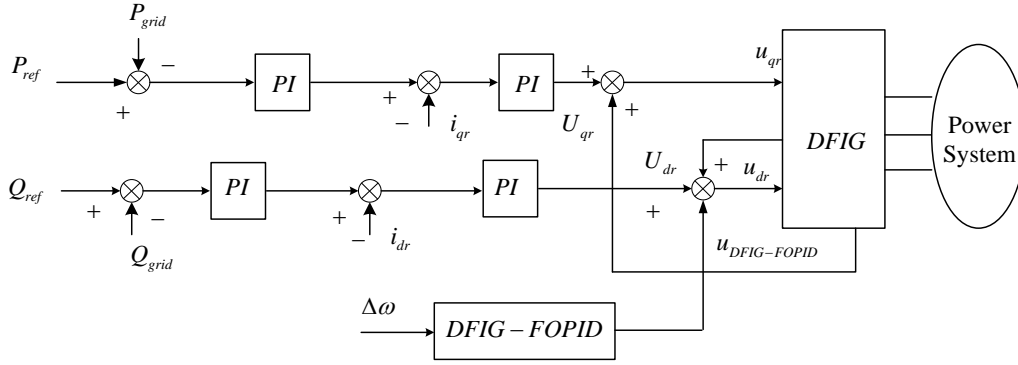 P_grid
P_ref
−
+
PI
+
−
i_qr
PI
+
+
U_qr
u_qr
DFIG
Power
System
Q_ref
+
−
Q_grid
PI
+
−
i_dr
PI
U_dr
+
+
u_dr
u_DFIG−FOPID
Δω
DFIG − FOPID